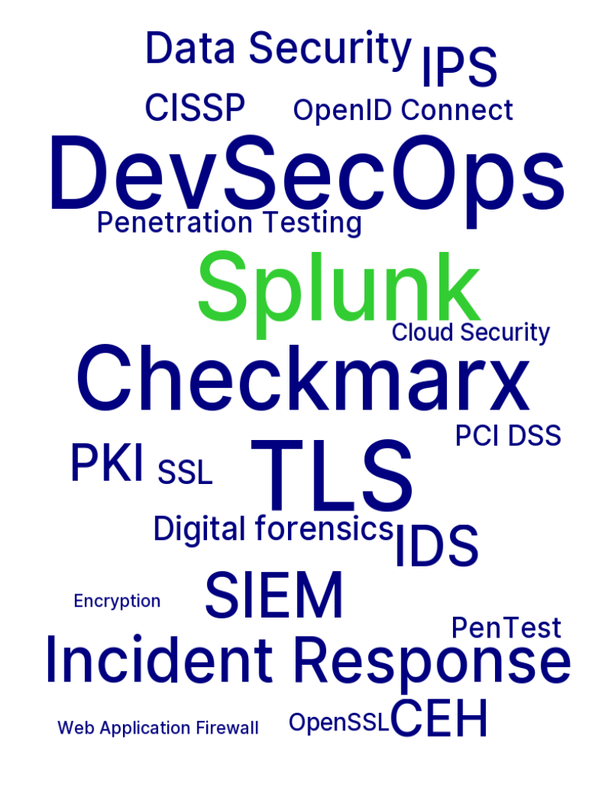 Data Security
IPS
CISSP
OpenID Connect
DevSecOps
Penetration Testing
Splunk
Cloud Security
Checkmarx
PCI DSS
PKI
SSL
TLS
Digital forensics
IDS
SIEM
Encryption
PenTest
Incident Response
Web Application Firewall
OpenSSL
CEH